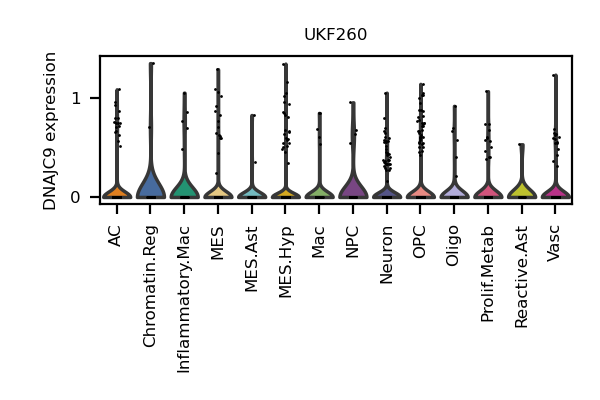 UKF260
DNAJC9 expression
1
0
AC
Chromatin.Reg
Inflammatory.Mac
MES
MES.Ast
MES.Hyp
Mac
NPC
Neuron
OPC
Oligo
Prolif.Metab
Reactive.Ast
Vasc